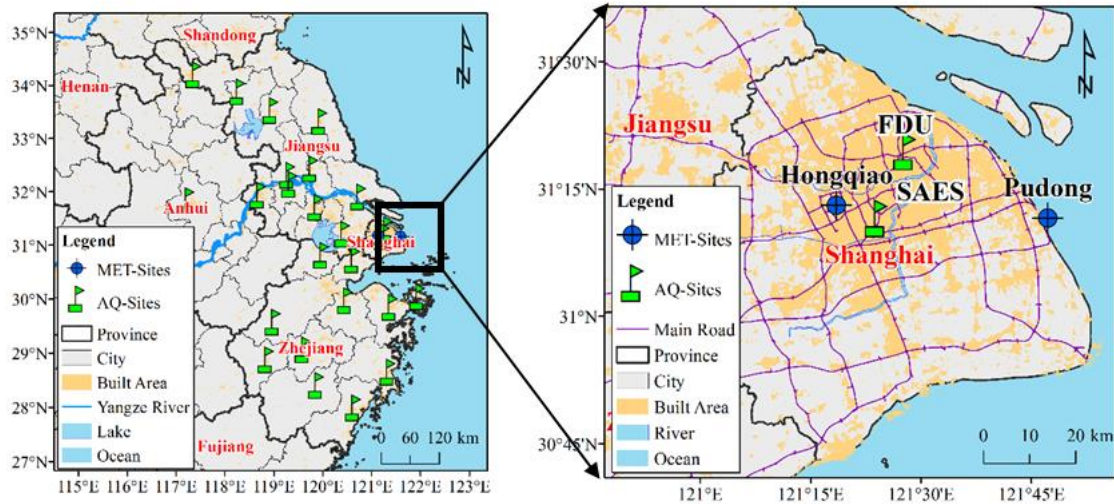 35°N
34°N
33°N
32°N
31°N
30°N
29°N
28°N
27°N
Shandong
Henan
Jiangsu
Anhui
Shanghai
Zhejiang
Fujiang
N
Legend
MET-Sites
AQ-Sites
Province
City
Built Area
Yangze River
Lake
Ocean
0 60 120 km
115°E 116°E 117°E 118°E 119°E 120°E 121°E 122°E 123°E
31°30'N
31°15'N
31°N
30°45'N
N
Jiangsu
FDU
Hongqiao
SAES
Pudong
Shanghai
Legend
MET-Sites
AQ-Sites
Main Road
Province
City
Built Area
River
Ocean
0 10 20 km
121°E 121°15'E 121°30'E 121°45'E